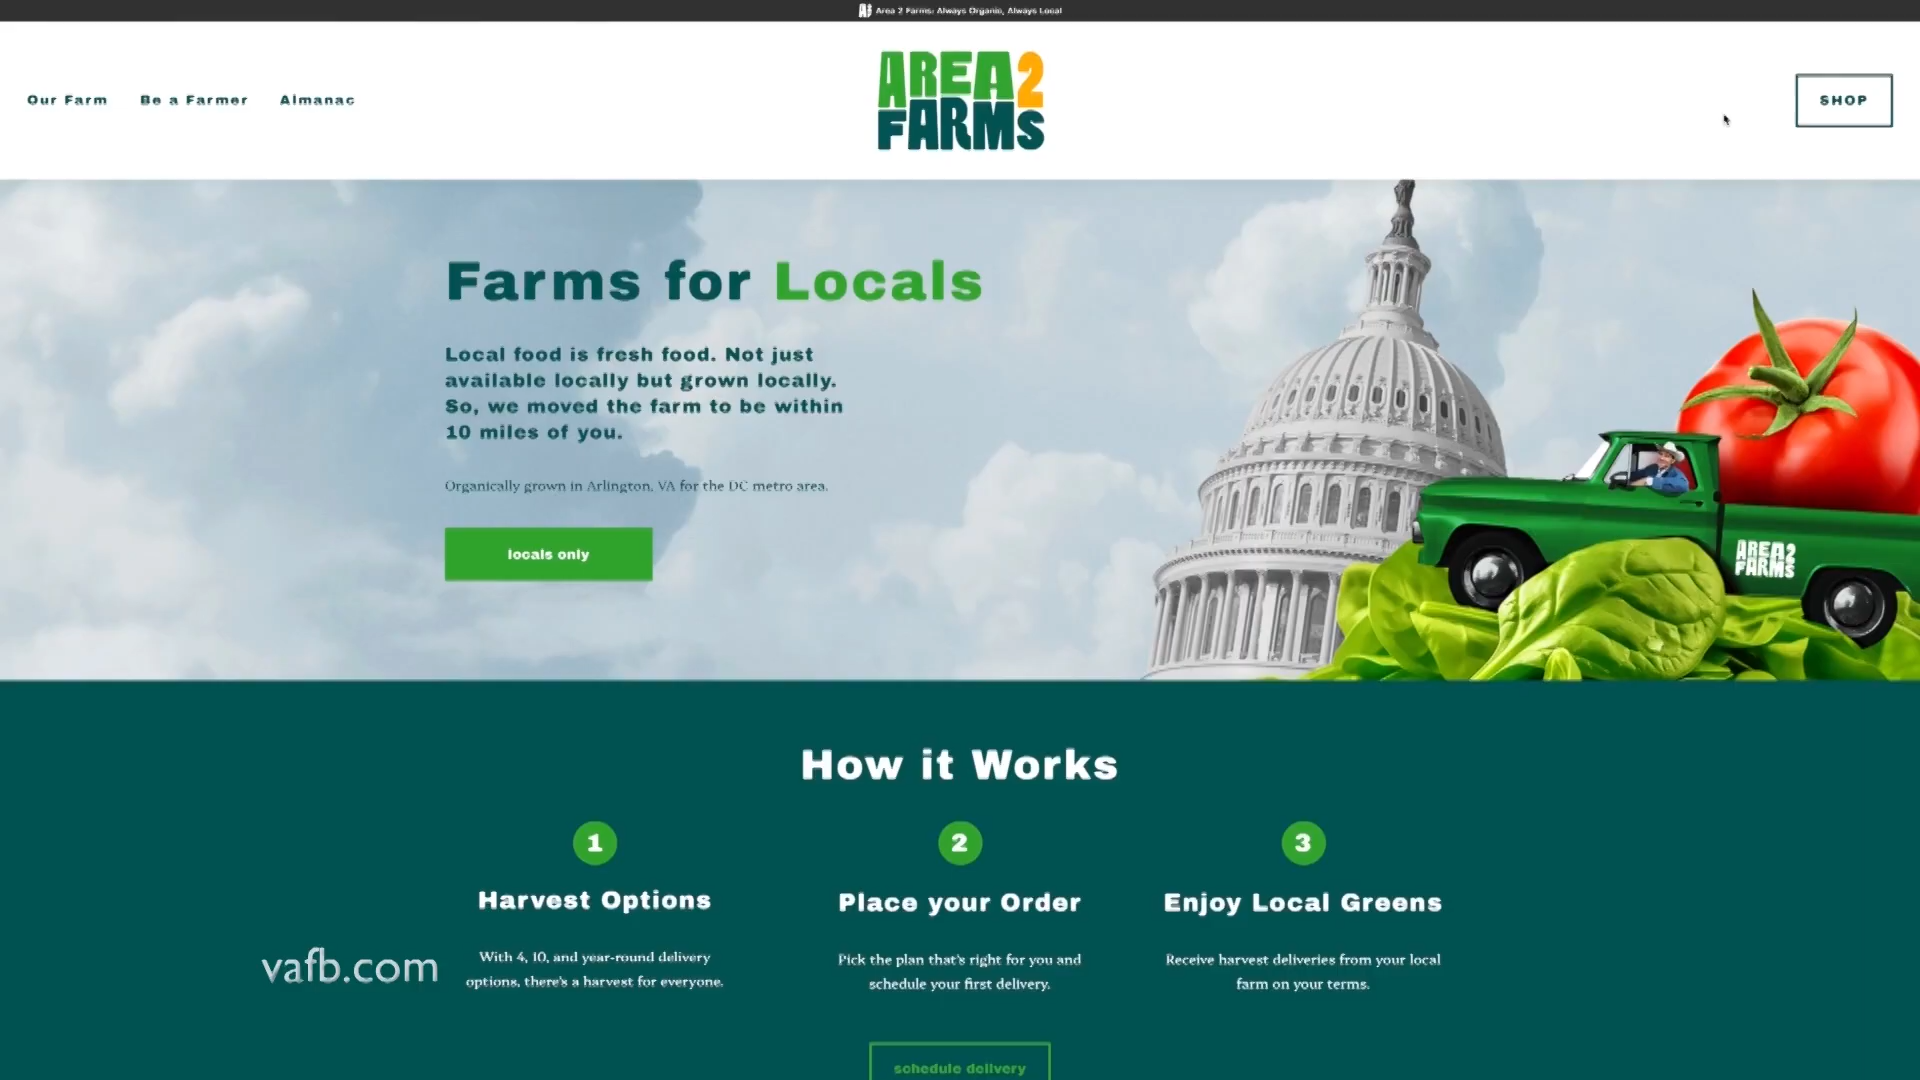 Area 2 Farms: Always Organic, Always Local
Our Farm
Be a Farmer
Almanac
AREA2
FARMS
SHOP
Farms for Locals
Local food is fresh food. Not just
available locally but grown locally.
So, we moved the farm to be within
10 miles of you.
Organically grown in Arlington, VA for the DC metro area.
locals only
AREA2
FARMS
How it Works
1
Harvest Options
With 4, 10, and year-round delivery
options, there's a harvest for everyone.
2
Place your Order
Pick the plan that's right for you and
schedule your first delivery.
3
Enjoy Local Greens
Receive harvest deliveries from your local
farm on your terms.
vafb.com
schedule delivery